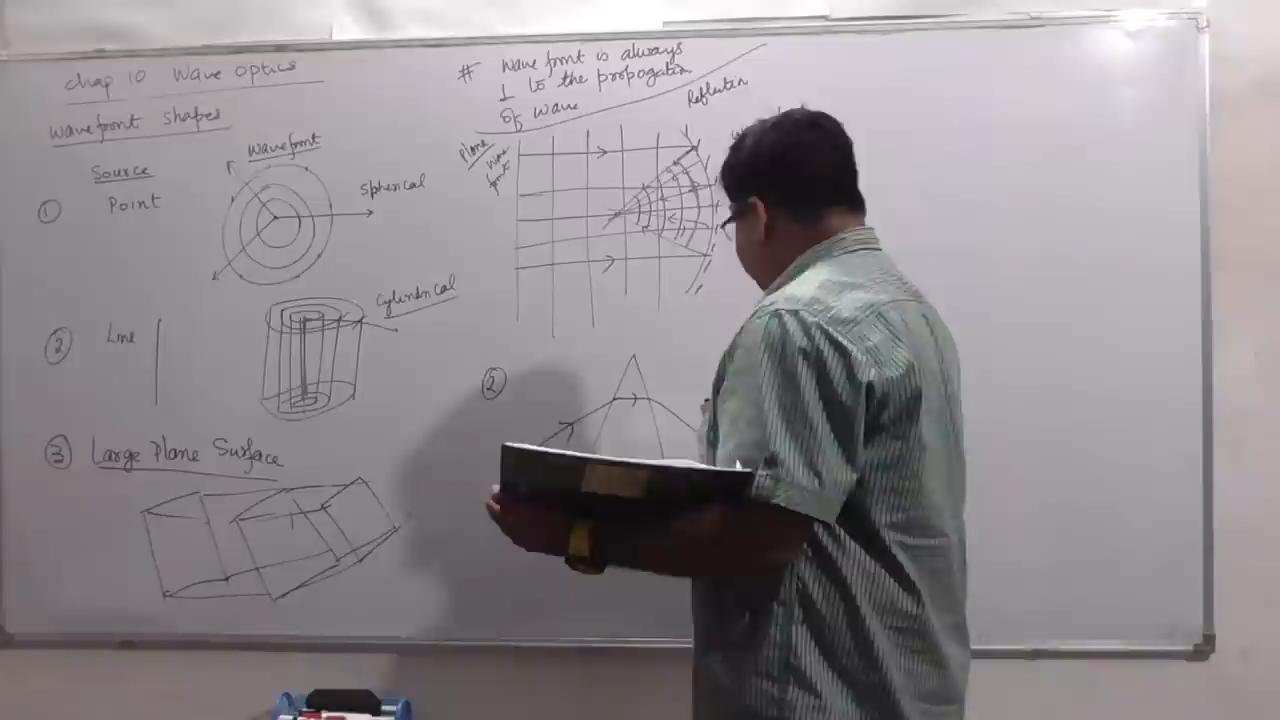 Chap 10 Wave Optics
Wavefront shapes
Source
Wavefront
① Point
Spherical
② Line
Cylindrical
③ Large Plane Surface
# Wave front is always
⊥ to the propogation
of wave
Reflection
Plane
wave
front
②